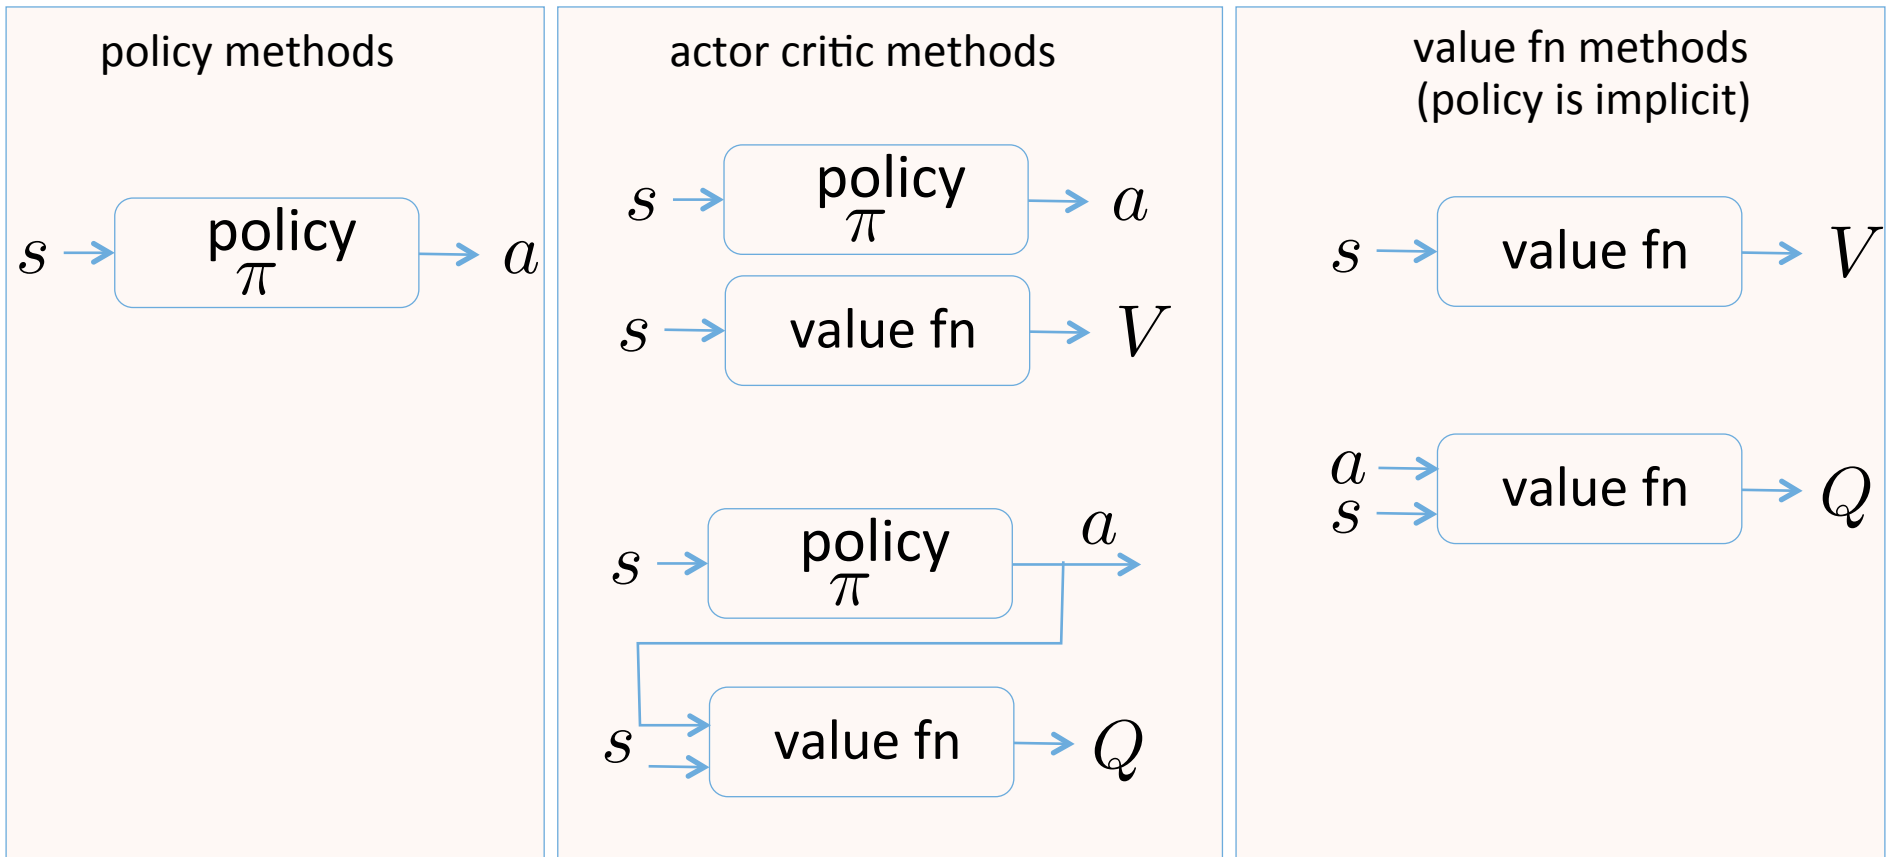 policy methods
s
policy
π
a
actor critic methods
s
policy
π
a
s
value fn
V
s
policy
π
a
s
value fn
Q
value fn methods
(policy is implicit)
s
value fn
V
a
s
value fn
Q